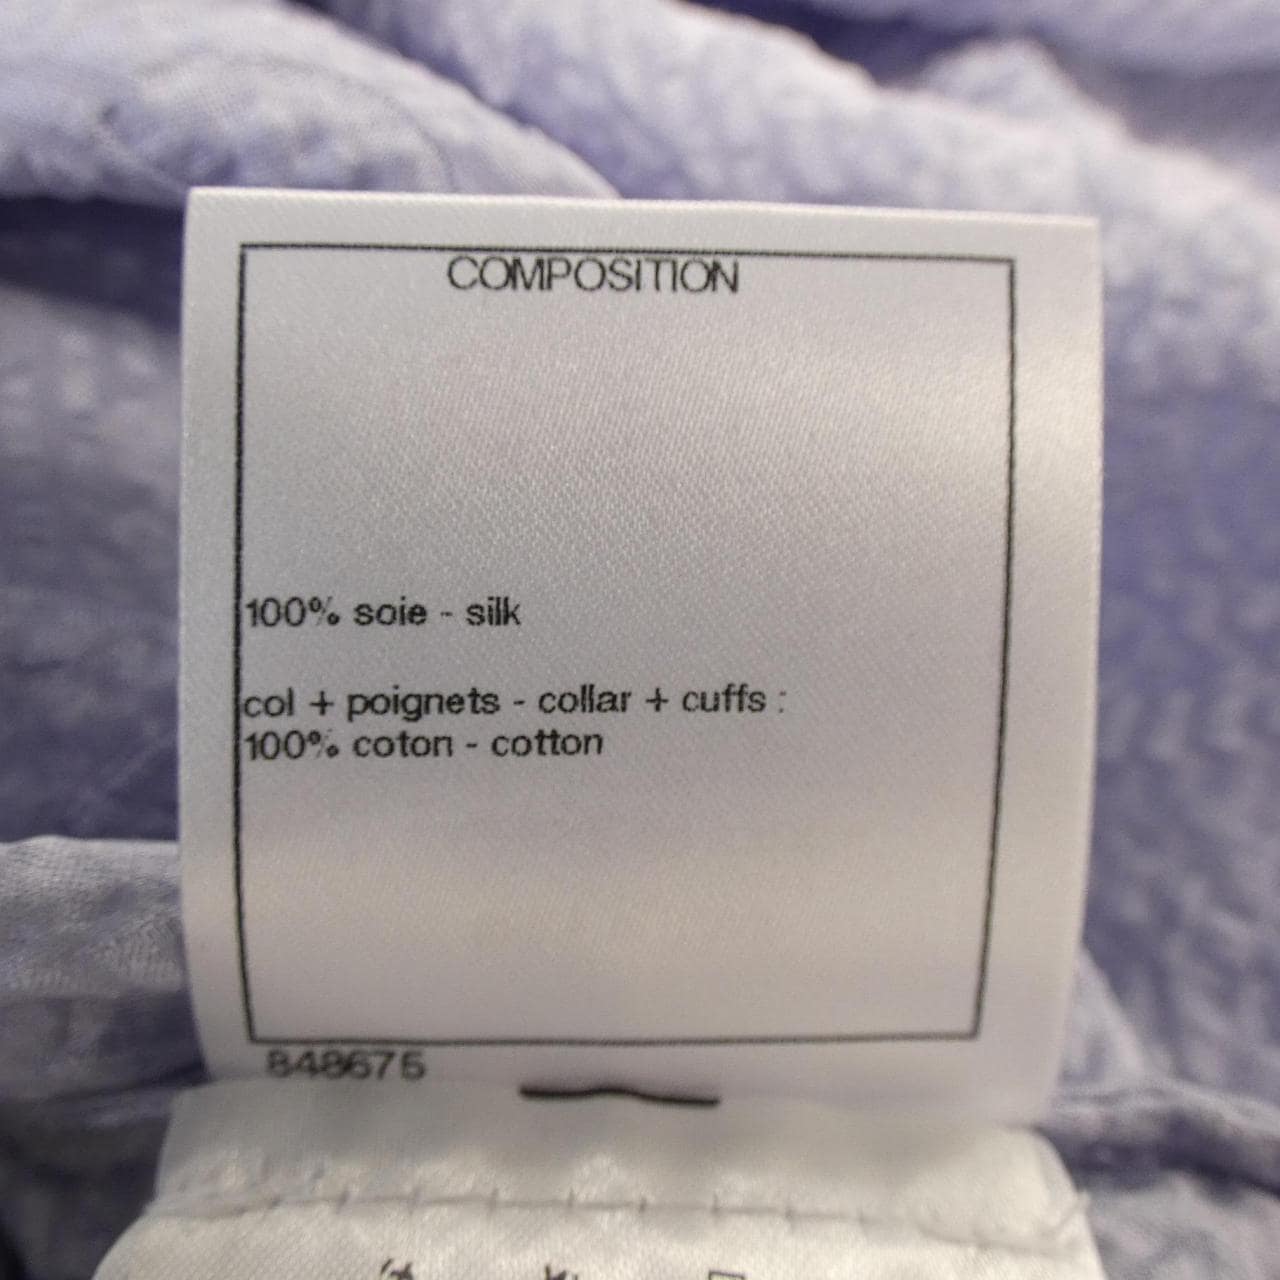 COMPOSITION
100% soie - silk
col + poignets - collar + cuffs :
100% coton - cotton
848675